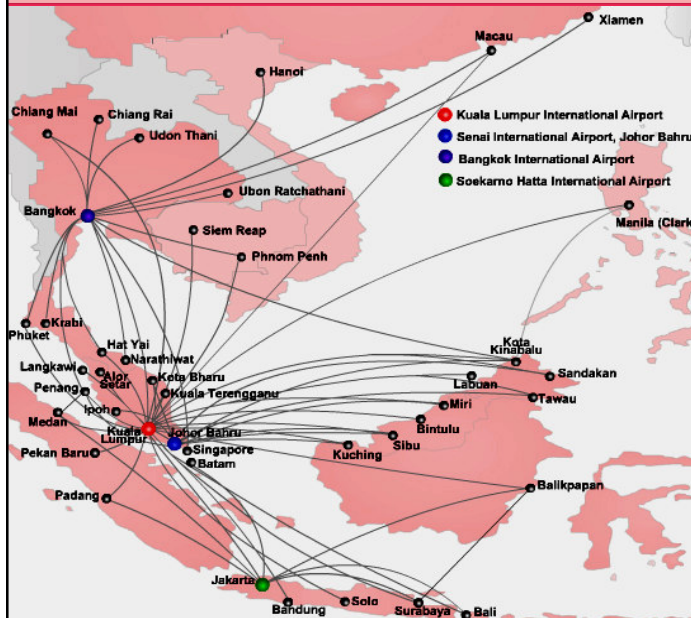 Xiamen
Macau
Hanoi
Chiang Mai
Chiang Rai
Udon Thani
Kuala Lumpur International Airport
Senai International Airport, Johor Bahru
Bangkok International Airport
Soekarno Hatta International Airport
Ubon Ratchathani
Bangkok
Siem Reap
Manila (Clark
Phnom Penh
Phuket
Krabi
Hat Yai
Narathiwat
Kota
Kinabalu
Langkawi
Alor
Setar
Kota Bharu
Labuan
Sandakan
Penang
Kuala Terengganu
Tawau
Medan
Ipoh
Miri
Kuala
Lumpur
Johor Bahru
Bintulu
Sibu
Pekan Baru
Singapore
Kuching
Batam
Padang
Balikpapan
Jakarta
Bandung
Solo
Surabaya
Bali